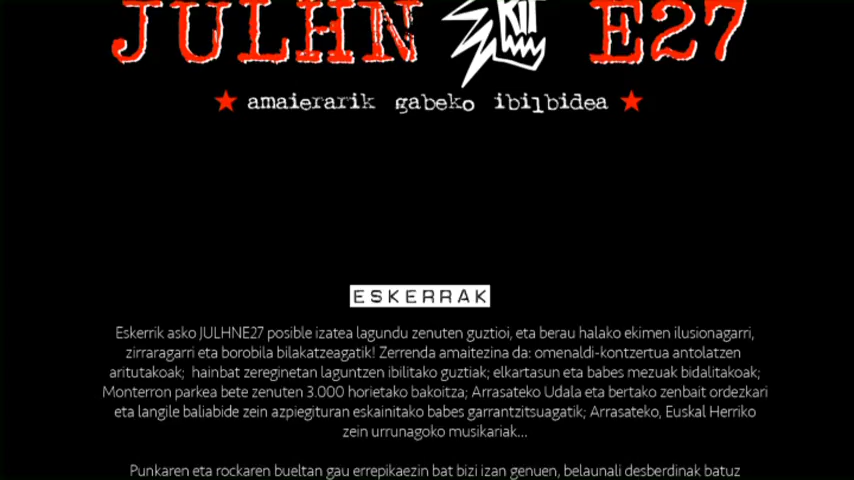 JULHN KIT E27
amaierarik gabeko ibilbidea
ESKERRAK
Eskerrik asko JULHNE27 posible izatea lagundu zenuten guztioi, eta berau halako ekimen ilusionagarri,
zirraragarri eta borobila bilakatzeagatik! Zerrenda amaitezina da: omenaldi-kontzertua antolatzen
aritutakoak; hainbat zereginetan laguntzen ibilitako guztiak; elkartasun eta babes mezuak bidalitakoak;
Monterron parkea bete zenuten 3.000 horietako bakoitza; Arrasateko Udala eta bertako zenbait ordezkari
eta langile baliabide zein azpiegituran eskainitako babes garrantzitsuagatik; Arrasateko, Euskal Herriko
zein urrunagoko musikariak...
Punkaren eta rockaren bueltan gau errepikaezin bat bizi izan genuen, belaunali desberdinak batuz